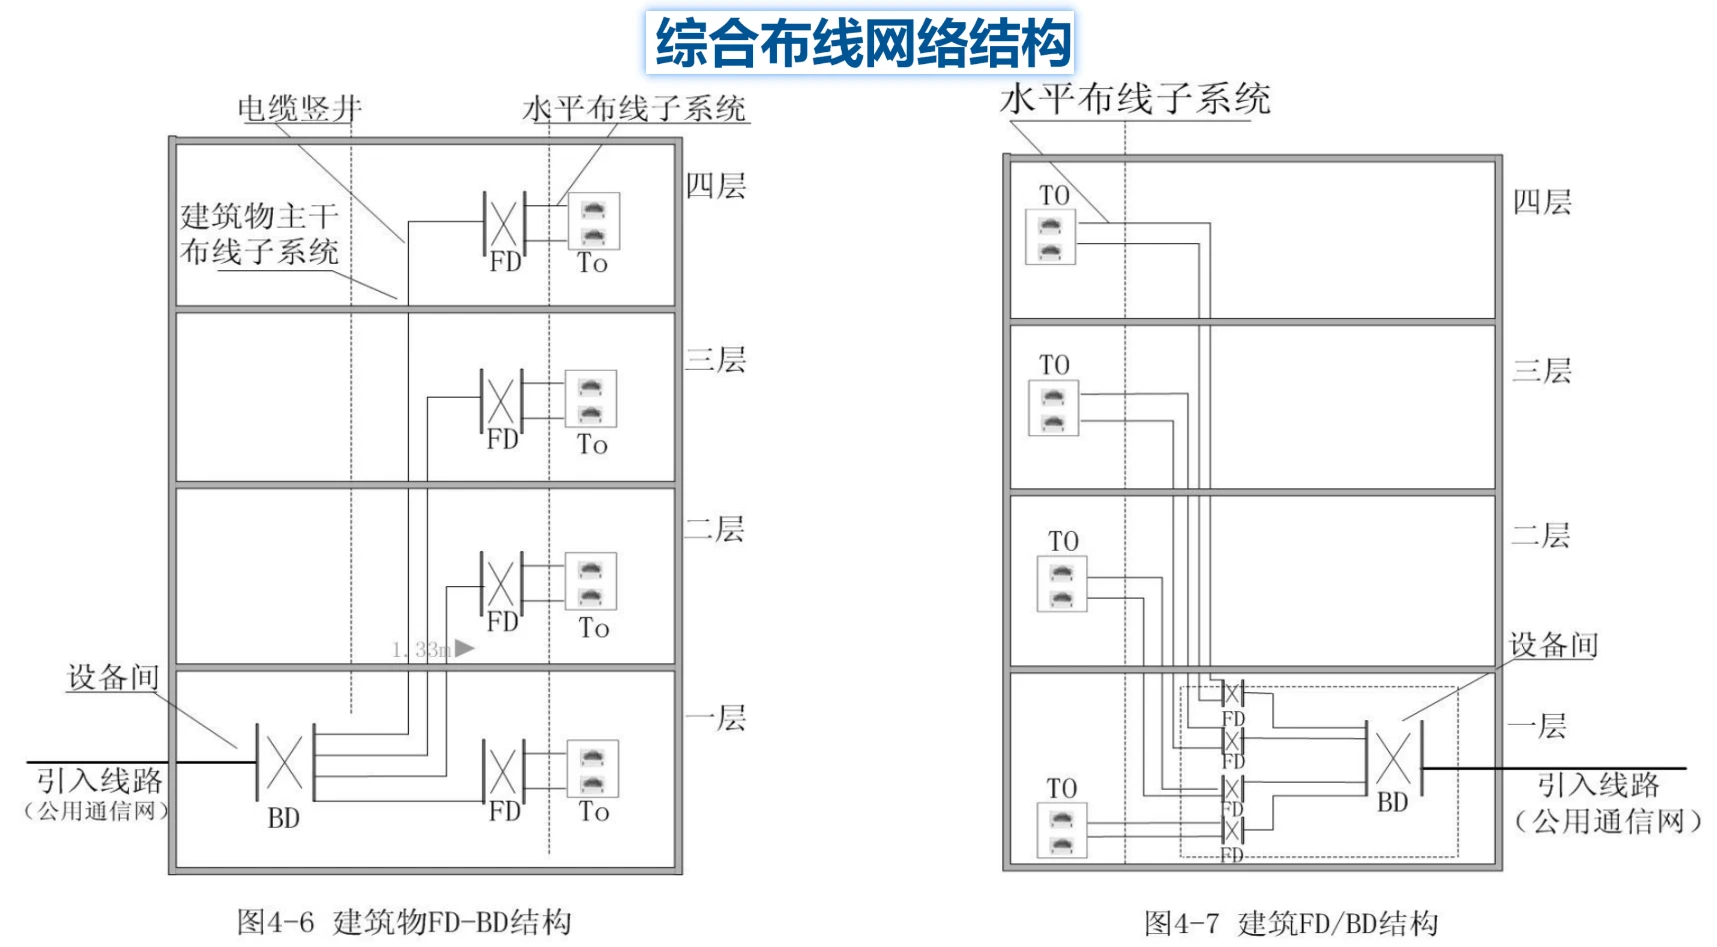 综合布线网络结构
电缆竖井
水平布线子系统
建筑物主干
布线子系统
四层
FD
To
三层
FD
To
二层
FD
To
1.33m
设备间
一层
引入线路
（公用通信网）
BD
FD
To
图4-6 建筑物FD-BD结构
水平布线子系统
TO
四层
TO
三层
TO
二层
设备间
一层
FD
FD
TO
FD
FD
BD
引入线路
（公用通信网）
图4-7 建筑FD/BD结构